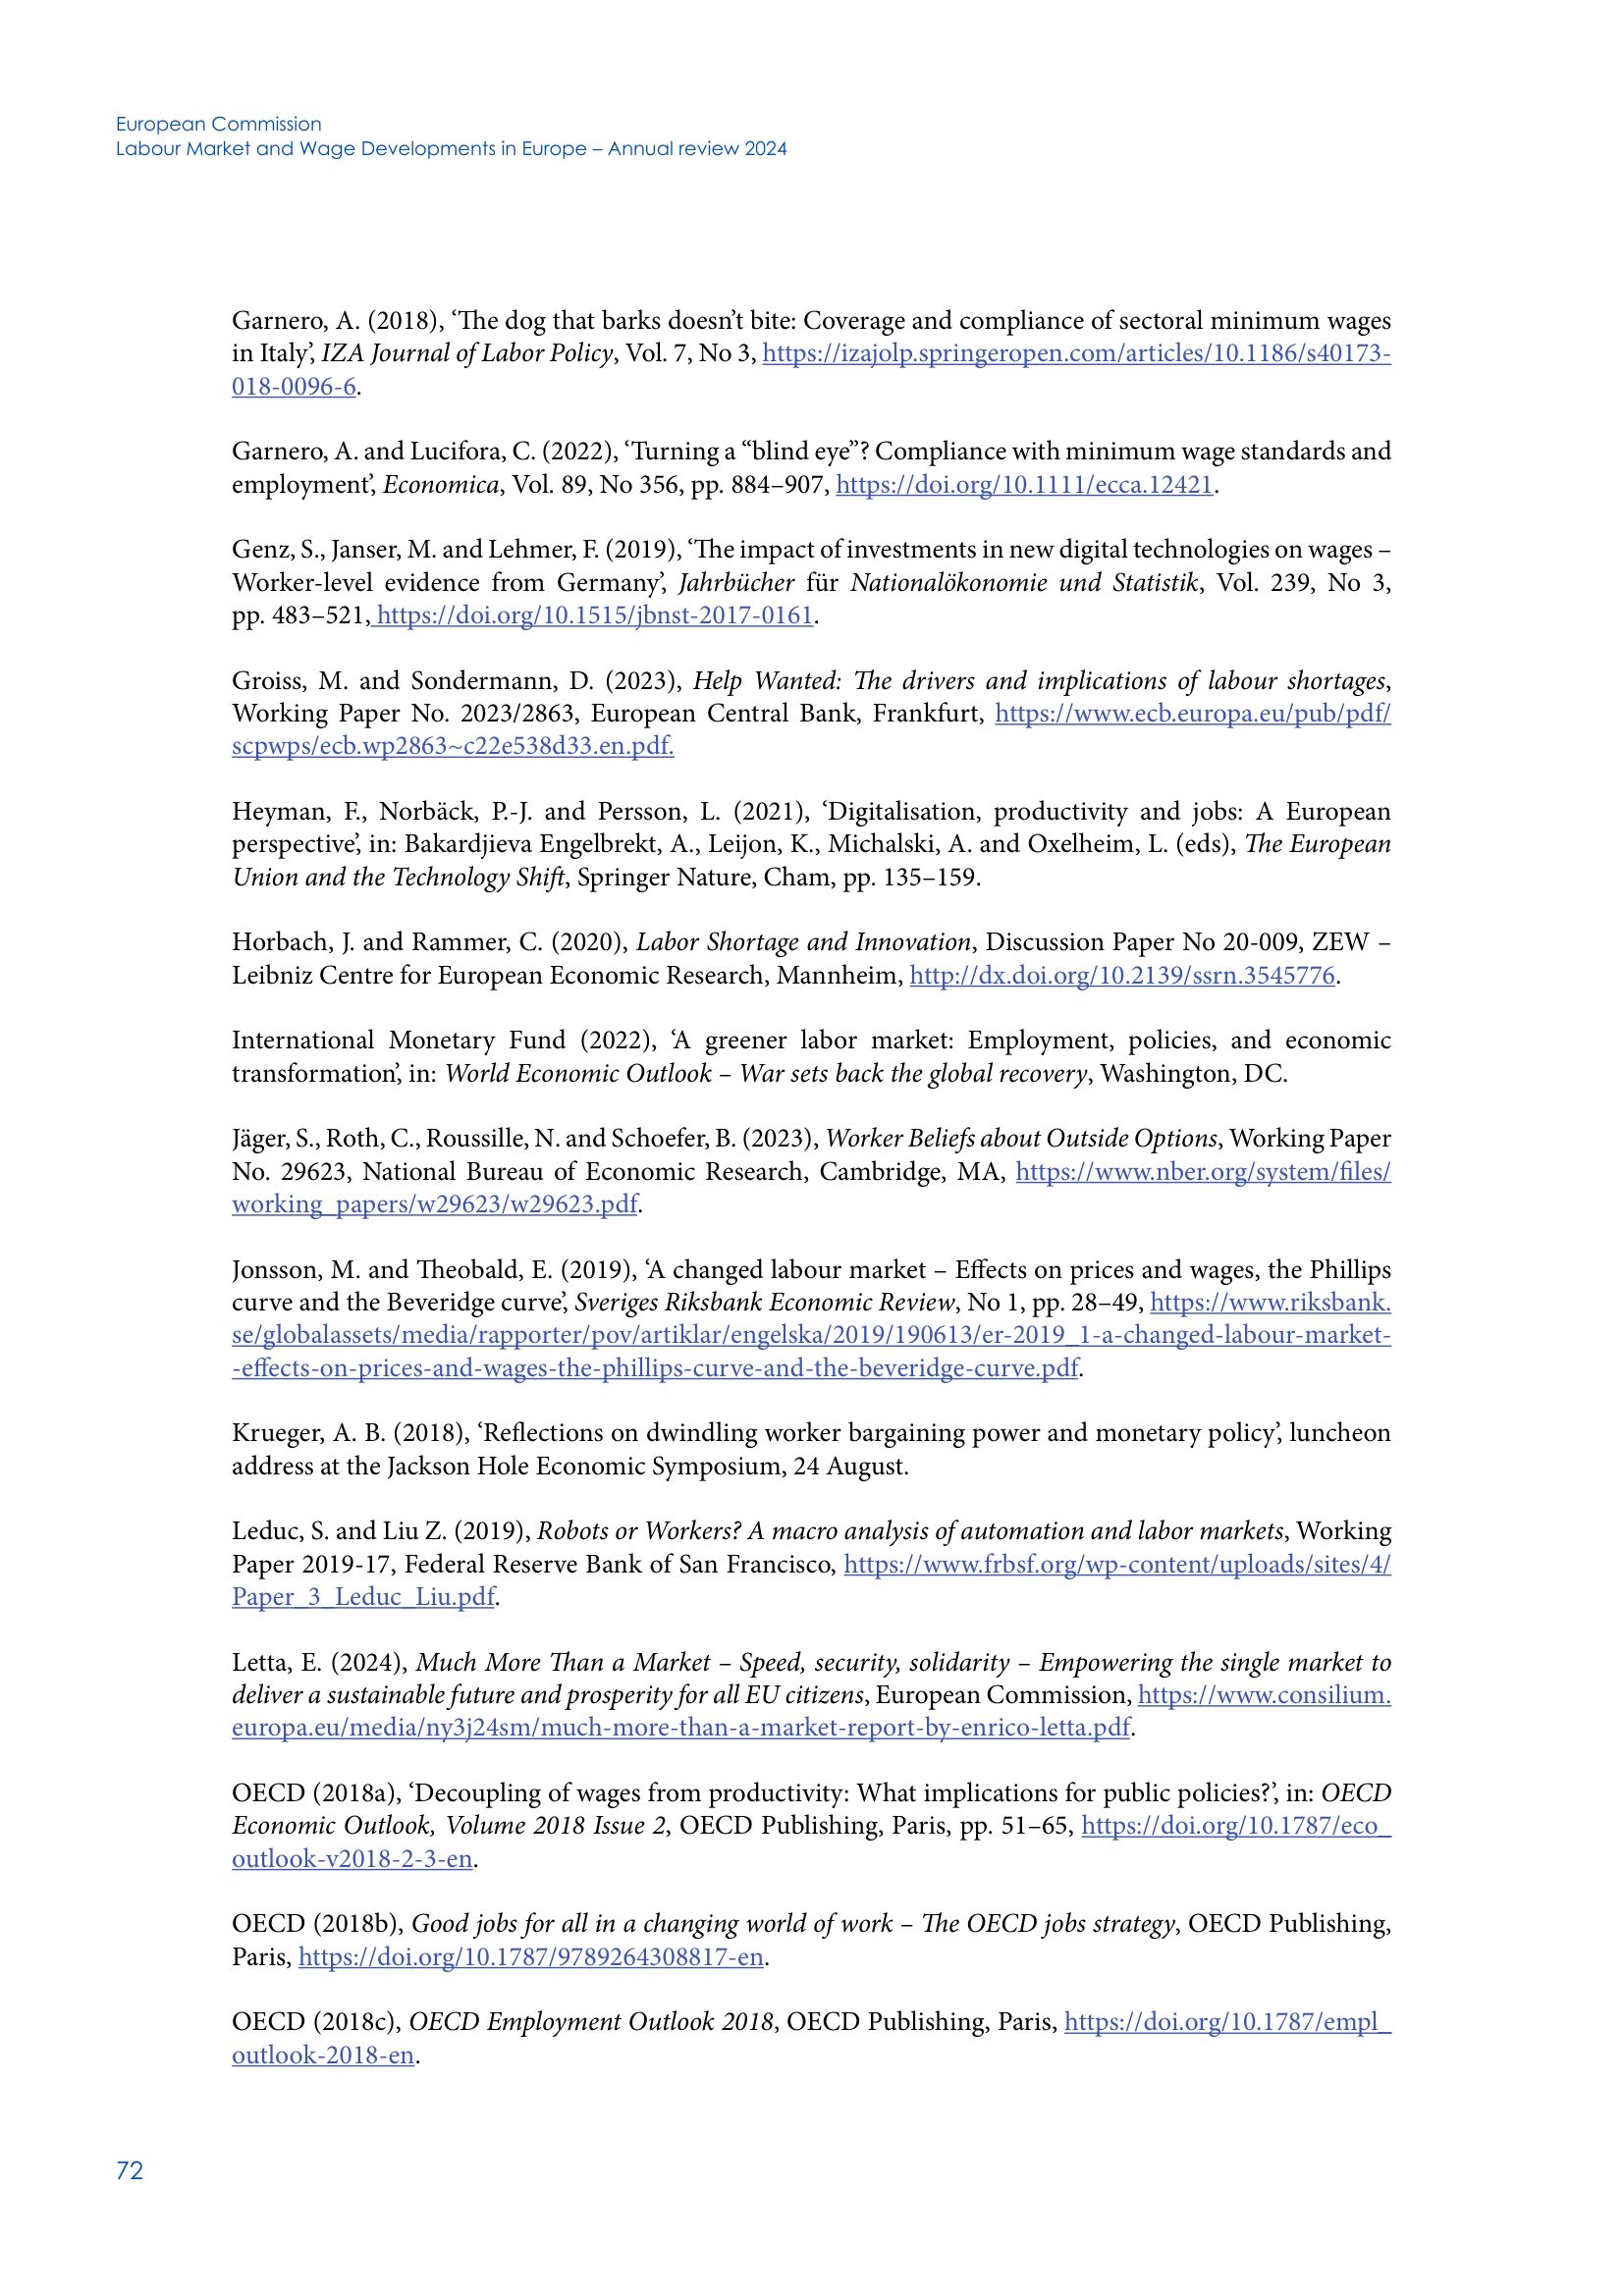 European Commission
Labour Market and Wage Developments in Europe – Annual review 2024
Garnero, A. (2018), ‘The dog that barks doesn’t bite: Coverage and compliance of sectoral minimum wages
in Italy’, IZA Journal of Labor Policy, Vol. 7, No 3, https://izajolp.springeropen.com/articles/10.1186/s40173-
018-0096-6.
Garnero, A. and Lucifora, C. (2022), ‘Turning a “blind eye”? Compliance with minimum wage standards and
employment’, Economica, Vol. 89, No 356, pp. 884–907, https://doi.org/10.1111/ecca.12421.
Genz, S., Janser, M. and Lehmer, F. (2019), ‘The impact of investments in new digital technologies on wages –
Worker-level evidence from Germany’, Jahrbücher für Nationalökonomie und Statistik, Vol. 239, No 3,
pp. 483–521, https://doi.org/10.1515/jbnst-2017-0161.
Groiss, M. and Sondermann, D. (2023), Help Wanted: The drivers and implications of labour shortages,
Working Paper No. 2023/2863, European Central Bank, Frankfurt, https://www.ecb.europa.eu/pub/pdf/
scpwps/ecb.wp2863~c22e538d33.en.pdf.
Heyman, F., Norbäck, P.-J. and Persson, L. (2021), ‘Digitalisation, productivity and jobs: A European
perspective’, in: Bakardjieva Engelbrekt, A., Leijon, K., Michalski, A. and Oxelheim, L. (eds), The European
Union and the Technology Shift, Springer Nature, Cham, pp. 135–159.
Horbach, J. and Rammer, C. (2020), Labor Shortage and Innovation, Discussion Paper No 20-009, ZEW –
Leibniz Centre for European Economic Research, Mannheim, http://dx.doi.org/10.2139/ssrn.3545776.
International Monetary Fund (2022), ‘A greener labor market: Employment, policies, and economic
transformation’, in: World Economic Outlook – War sets back the global recovery, Washington, DC.
Jäger, S., Roth, C., Roussille, N. and Schoefer, B. (2023), Worker Beliefs about Outside Options, Working Paper
No. 29623, National Bureau of Economic Research, Cambridge, MA, https://www.nber.org/system/files/
working_papers/w29623/w29623.pdf.
Jonsson, M. and Theobald, E. (2019), ‘A changed labour market – Effects on prices and wages, the Phillips
curve and the Beveridge curve’, Sveriges Riksbank Economic Review, No 1, pp. 28–49, https://www.riksbank.
se/globalassets/media/rapporter/pov/artiklar/engelska/2019/190613/er-2019_1-a-changed-labour-market-
-effects-on-prices-and-wages-the-phillips-curve-and-the-beveridge-curve.pdf.
Krueger, A. B. (2018), ‘Reflections on dwindling worker bargaining power and monetary policy’, luncheon
address at the Jackson Hole Economic Symposium, 24 August.
Leduc, S. and Liu Z. (2019), Robots or Workers? A macro analysis of automation and labor markets, Working
Paper 2019-17, Federal Reserve Bank of San Francisco, https://www.frbsf.org/wp-content/uploads/sites/4/
Paper_3_Leduc_Liu.pdf.
Letta, E. (2024), Much More Than a Market – Speed, security, solidarity – Empowering the single market to
deliver a sustainable future and prosperity for all EU citizens, European Commission, https://www.consilium.
europa.eu/media/ny3j24sm/much-more-than-a-market-report-by-enrico-letta.pdf.
OECD (2018a), ‘Decoupling of wages from productivity: What implications for public policies?’, in: OECD
Economic Outlook, Volume 2018 Issue 2, OECD Publishing, Paris, pp. 51–65, https://doi.org/10.1787/eco_
outlook-v2018-2-3-en.
OECD (2018b), Good jobs for all in a changing world of work – The OECD jobs strategy, OECD Publishing,
Paris, https://doi.org/10.1787/9789264308817-en.
OECD (2018c), OECD Employment Outlook 2018, OECD Publishing, Paris, https://doi.org/10.1787/empl_
outlook-2018-en.
72